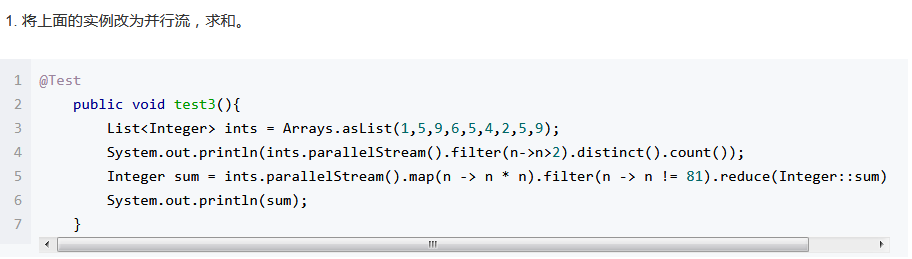 1. 将上面的实例改为并行流，求和。
1 @Test
2 public void test3(){
3 List<Integer> ints = Arrays.asList(1,5,9,6,5,4,2,5,9);
4 System.out.println(ints.parallelStream().filter(n->n>2).distinct().count());
5 Integer sum = ints.parallelStream().map(n -> n * n).filter(n -> n != 81).reduce(Integer::sum)
6 System.out.println(sum);
7 }